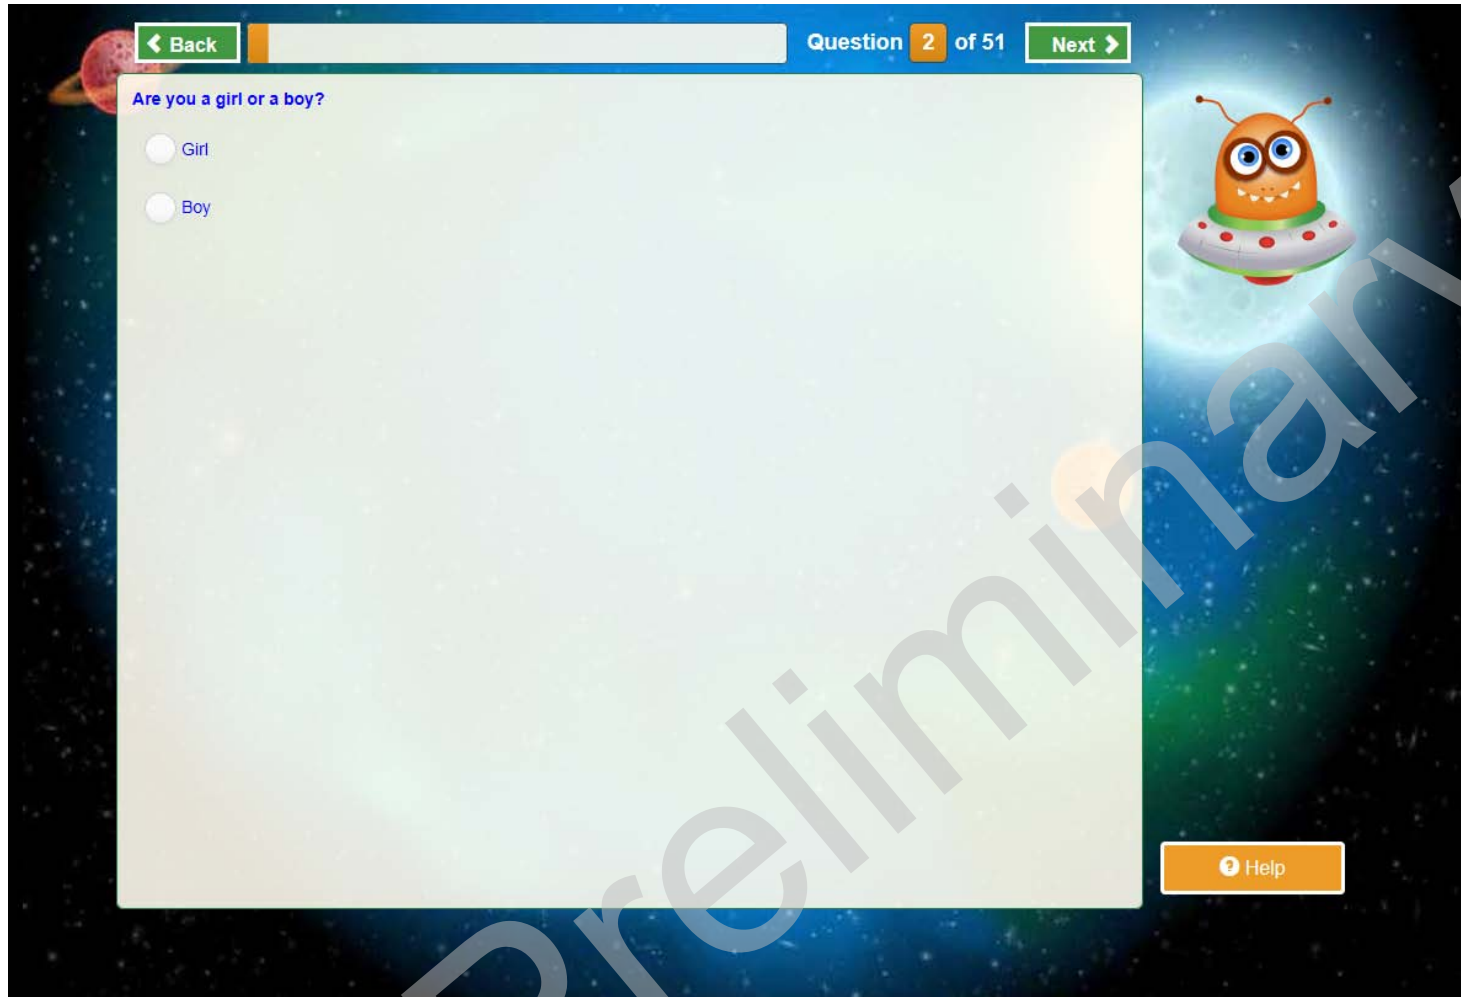 Back
Question 2 of 51
Next
Are you a girl or a boy?
Girl
Boy
? Help
Preliminary